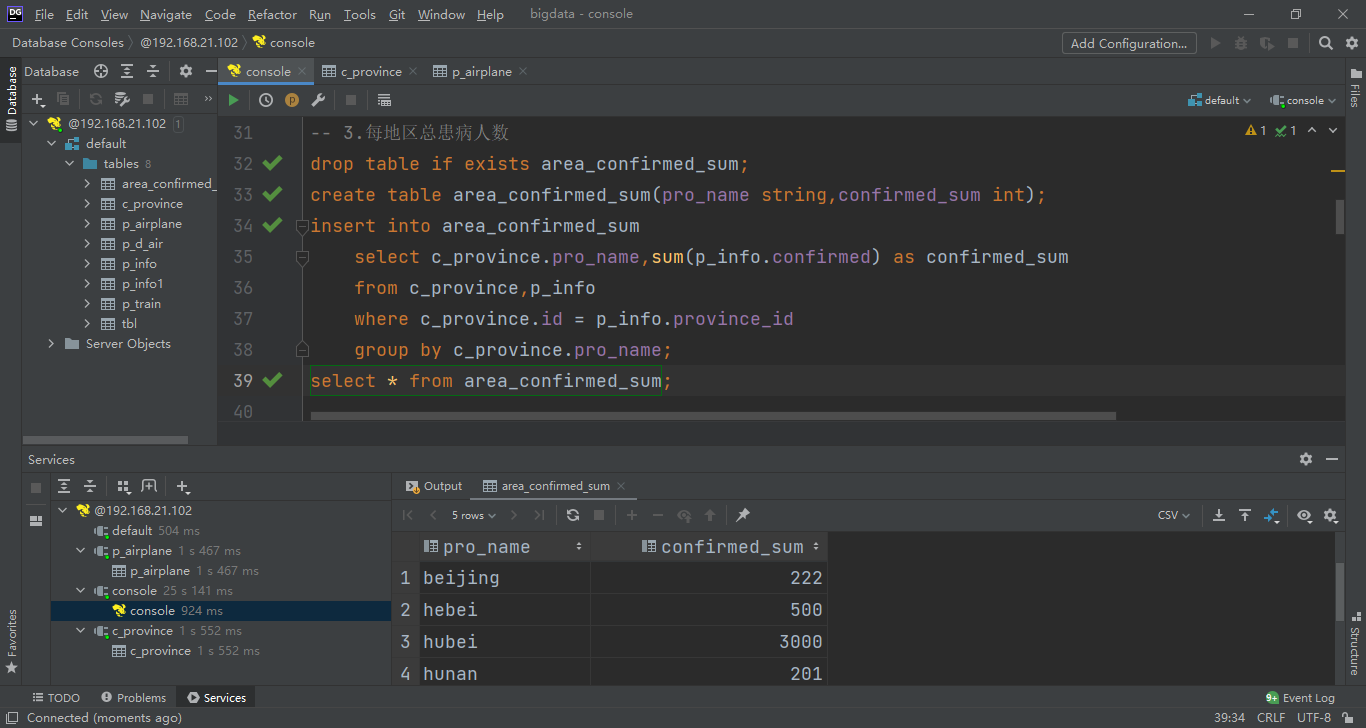 DG File Edit View Navigate Code Refactor Run Tools Git Window Help bigdata - console
Database Consoles @192.168.21.102 console Add Configuration...
Database console c_province p_airplane
default console
@192.168.21.102 1
default
tables 8
area_confirmed_
c_province
p_airplane
p_d_air
p_info
p_info1
p_train
tbl
Server Objects
Database
Files
1 1
31 -- 3.每地区总患病人数
32 drop table if exists area_confirmed_sum;
33 create table area_confirmed_sum(pro_name string,confirmed_sum int);
34 insert into area_confirmed_sum
35 select c_province.pro_name,sum(p_info.confirmed) as confirmed_sum
36 from c_province,p_info
37 where c_province.id = p_info.province_id
38 group by c_province.pro_name;
39 select * from area_confirmed_sum;
40
Services
@192.168.21.102
default 504 ms
p_airplane 1 s 467 ms
p_airplane 1 s 467 ms
console 25 s 141 ms
console 924 ms
c_province 1 s 552 ms
c_province 1 s 552 ms
Output area_confirmed_sum
5 rows CSV
pro_name confirmed_sum
1 beijing 222
2 hebei 500
3 hubei 3000
4 hunan 201
Favorites
Structure
TODO Problems Services 9+ Event Log
Connected (moments ago) 39:34 CRLF UTF-8